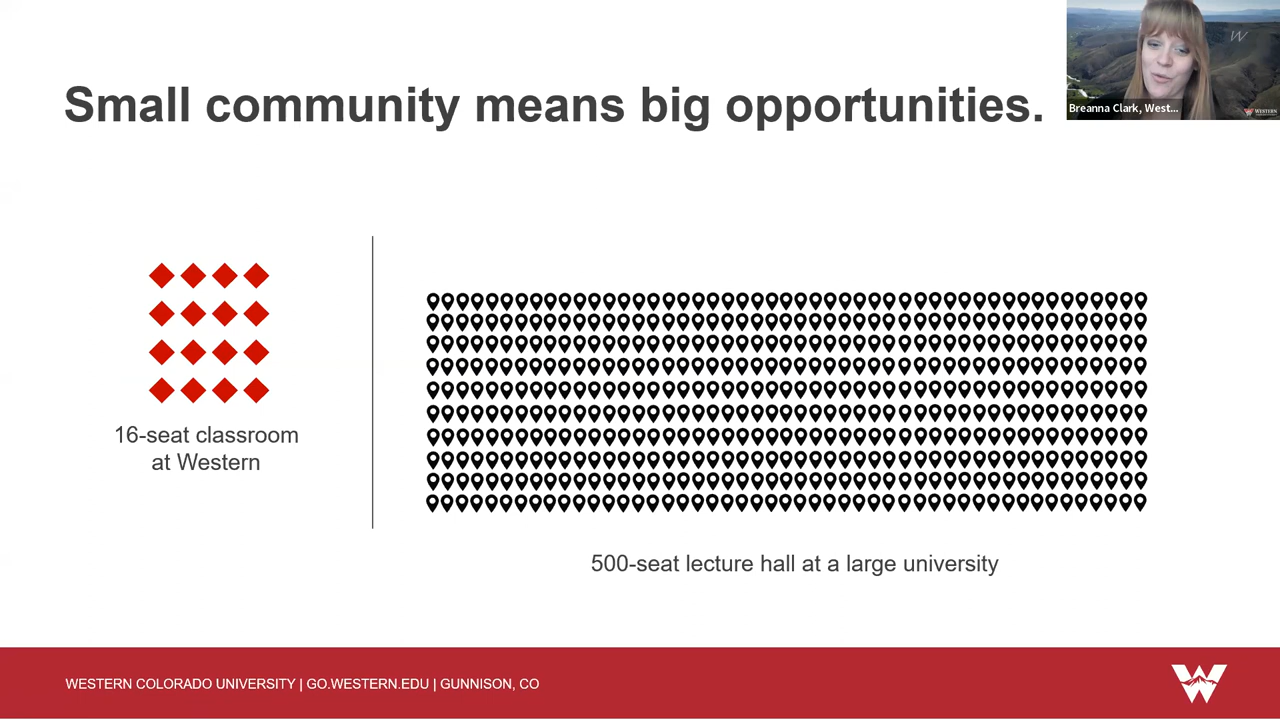 Small community means big opportunities.
Breanna Clark, West...
W
WESTERN
16-seat classroom
at Western
500-seat lecture hall at a large university
WESTERN COLORADO UNIVERSITY | GO.WESTERN.EDU | GUNNISON, CO
W